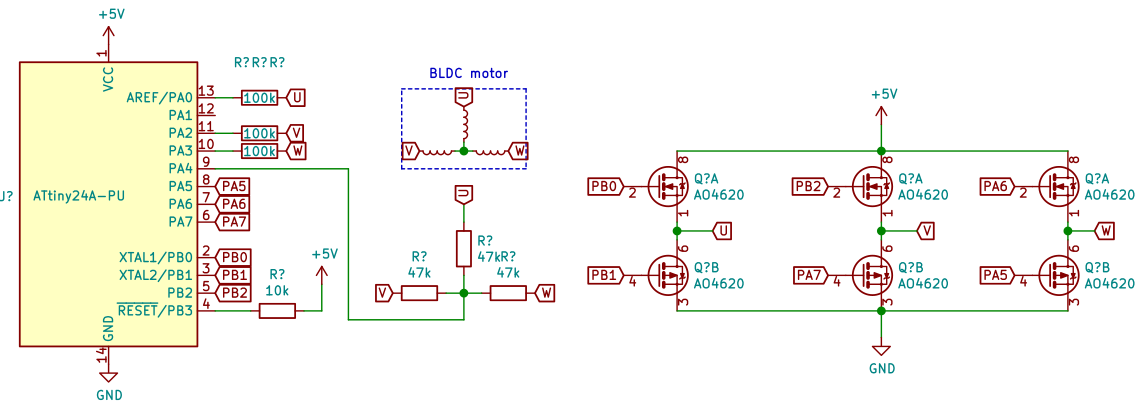 +5V
1
VCC
AREF/PA0
13
PA1
12
PA2
11
PA3
10
PA4
9
PA5
8
PA5
PA6
7
PA6
PA7
6
PA7
XTAL1/PB0
2
PB0
XTAL2/PB1
3
PB1
PB2
5
PB2
RESET/PB3
4
U?
ATtiny24A-PU
GND
14
GND
R?R?R?
100k
U
100k
V
100k
W
R?
10k
+5V
BLDC motor
U
V
W
U
R?
47k
R?
47k
R?
47k
V
W
+5V
8
Q?A
AO4620
PB0
2
1
U
6
Q?B
AO4620
PB1
4
3
8
Q?A
AO4620
PB2
2
1
V
6
Q?B
AO4620
PA7
4
3
8
Q?A
AO4620
PA6
2
1
W
6
Q?B
AO4620
PA5
4
3
GND